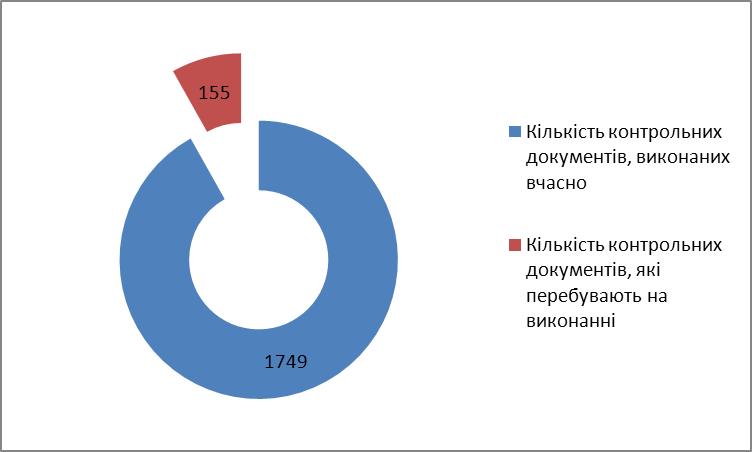 155
1749
Кількість контрольних
документів, виконаних
вчасно
Кількість контрольних
документів, які
перебувають на
виконанні